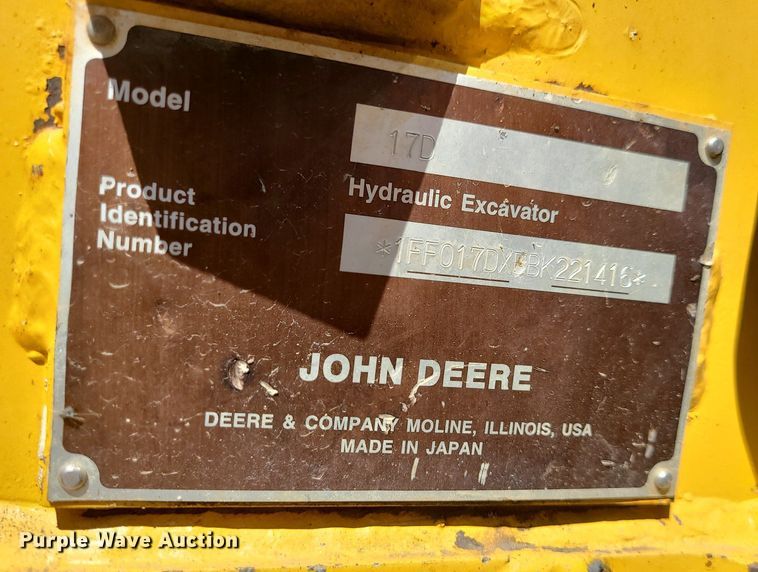 Model
17D
Hydraulic Excavator
Product
Identification
Number
JOHN DEERE
DEERE & COMPANY MOLINE, ILLINOIS, USA
MADE IN JAPAN
Purple Wave Auction